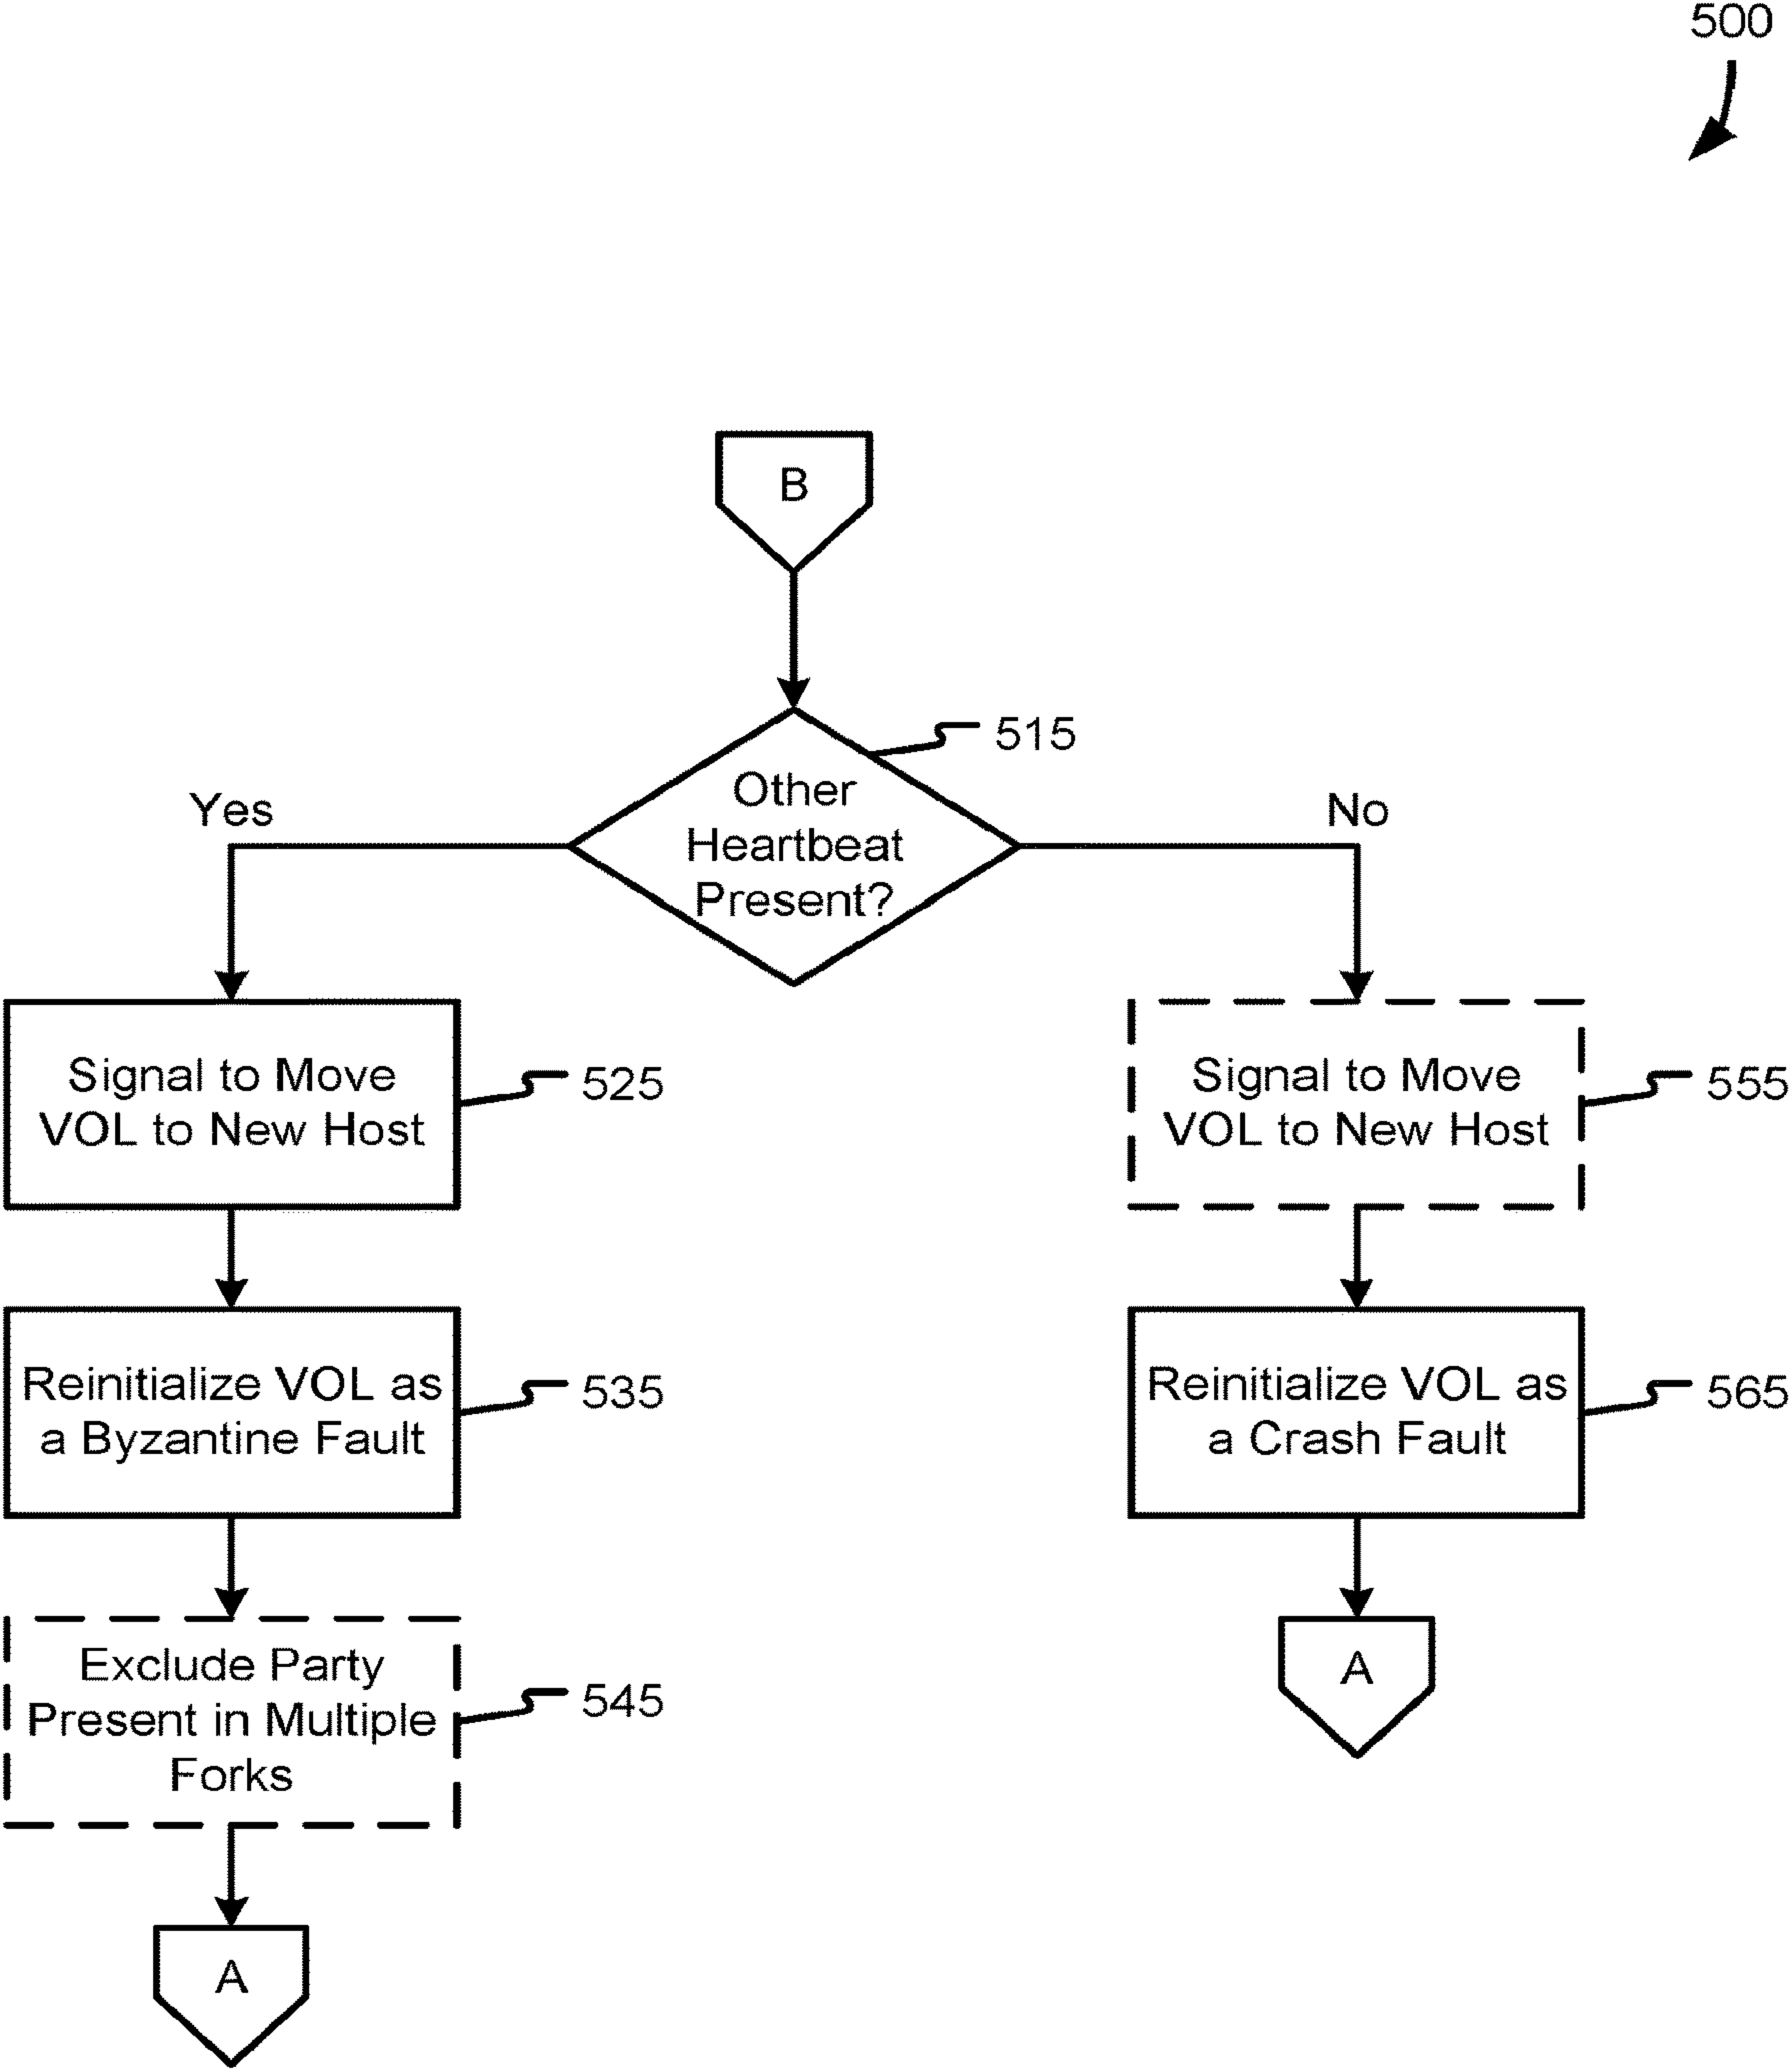 500
B
515
Other
Heartbeat
Present?
Yes
No
Signal to Move
VOL to New Host
525
Signal to Move
VOL to New Host
555
Reinitialize VOL as
a Byzantine Fault
535
Reinitialize VOL as
a Crash Fault
565
Exclude Party
Present in Multiple
Forks
545
A
A